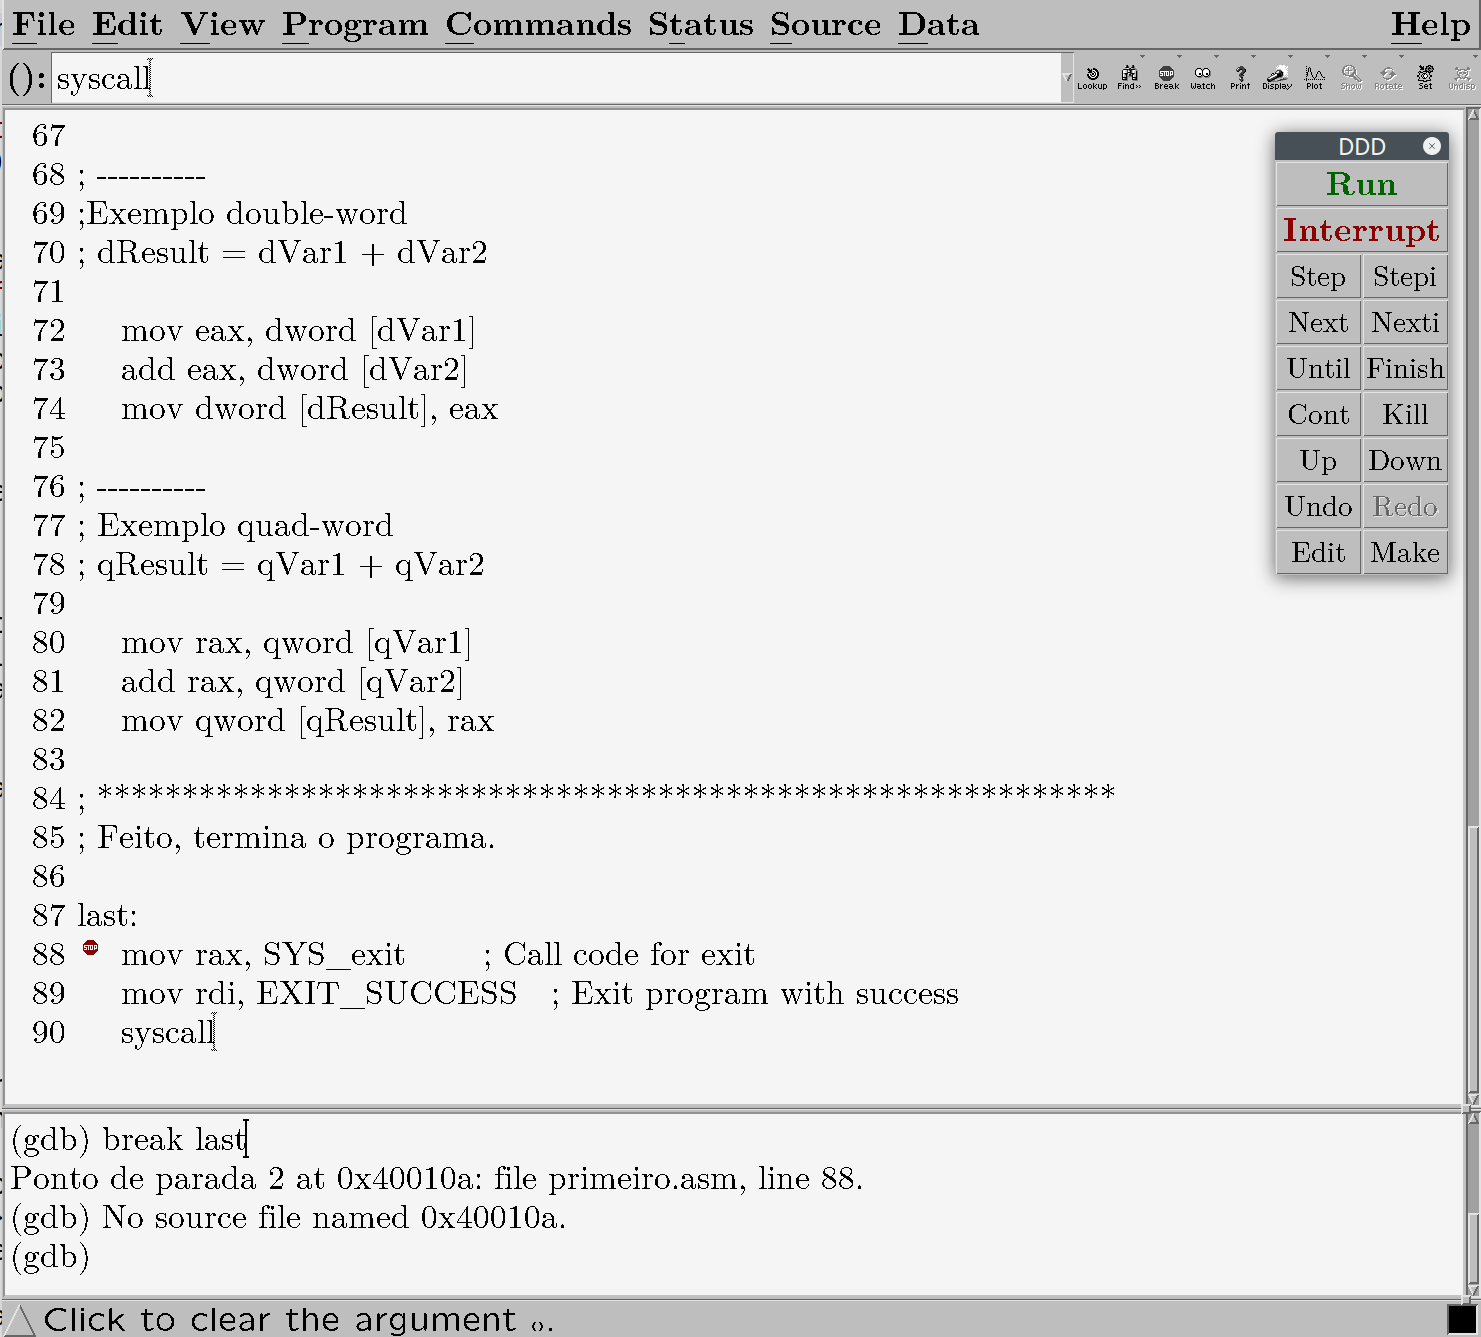 File Edit View Program Commands Status Source Data Help
(): syscall
Lookup Find>> Break Watch Print Display Plot Show Rotate Set Undisp
67
68 ; ----------
69 ;Exemplo double-word
70 ; dResult = dVar1 + dVar2
71
72 mov eax, dword [dVar1]
73 add eax, dword [dVar2]
74 mov dword [dResult], eax
75
76 ; ----------
77 ; Exemplo quad-word
78 ; qResult = qVar1 + qVar2
79
80 mov rax, qword [qVar1]
81 add rax, qword [qVar2]
82 mov qword [qResult], rax
83
84 ; ************************************************************
85 ; Feito, termina o programa.
86
87 last:
88 STOP mov rax, SYS_exit ; Call code for exit
89 mov rdi, EXIT_SUCCESS ; Exit program with success
90 syscall
DDD
Run
Interrupt
Step Stepi
Next Nexti
Until Finish
Cont Kill
Up Down
Undo Redo
Edit Make
(gdb) break last
Ponto de parada 2 at 0x40010a: file primeiro.asm, line 88.
(gdb) No source file named 0x40010a.
(gdb)
Click to clear the argument ().